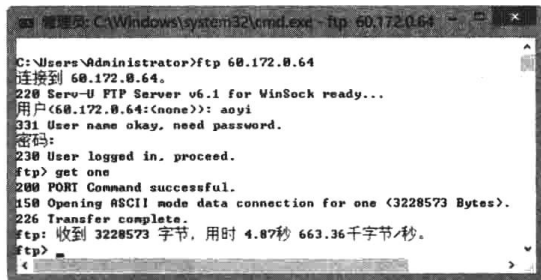 管理员: C:\Windows\system32\cmd.exe - ftp 60.172.0.64
C:\Users\Administrator>ftp 60.172.0.64
连接到 60.172.0.64。
220 Serv-U FTP Server v6.1 for WinSock ready...
用户(60.172.0.64:(none)): aoyi
331 User name okay, need password.
密码:
230 User logged in, proceed.
ftp> get one
200 PORT Command successful.
150 Opening ASCII mode data connection for one (3228573 Bytes).
226 Transfer complete.
ftp: 收到 3228573 字节，用时 4.87秒 663.36千字节/秒。
ftp>